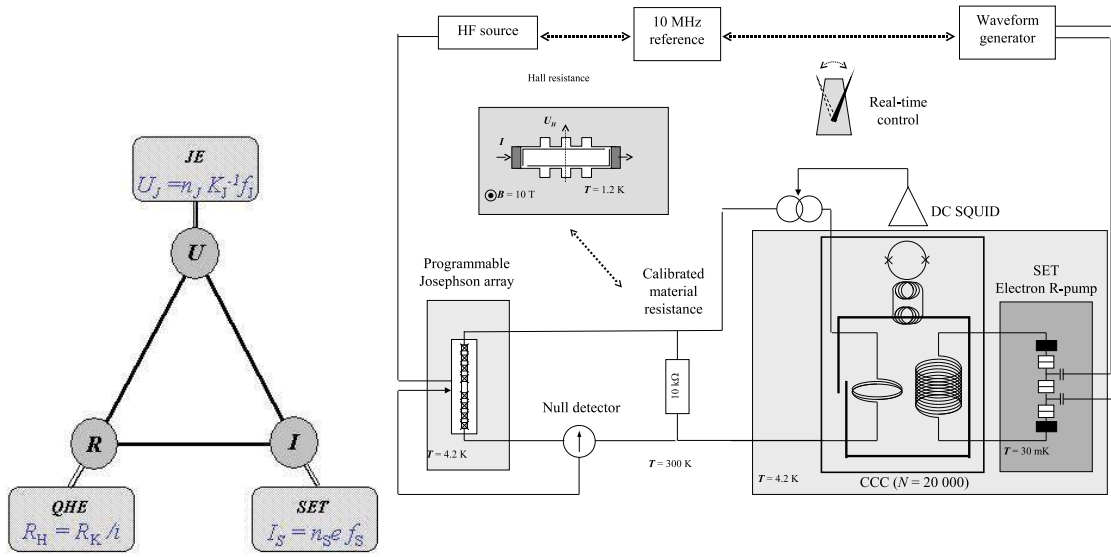 JE
U_J = n_J K_J⁻¹ f_J
U
R
I
QHE
R_H = R_K /i
SET
I_S = n_S e f_S
HF source
10 MHz
reference
Waveform
generator
Hall resistance
U_H
I
B = 10 T
T = 1.2 K
Real-time
control
DC SQUID
Programmable
Josephson array
Calibrated
material
resistance
SET
Electron R-pump
10 kΩ
Null detector
T = 4.2 K
T = 300 K
T = 4.2 K
T = 30 mK
CCC (N = 20 000)